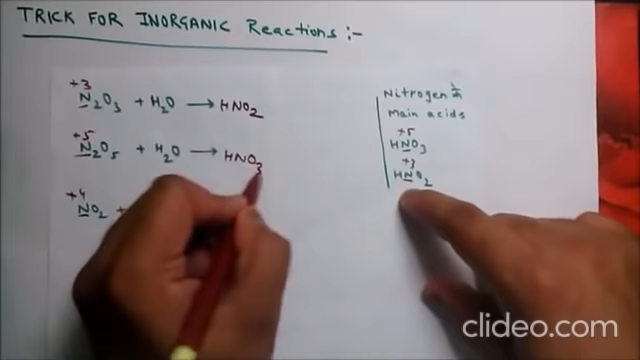 TRICK FOR INORGANIC Reactions :-
+3
N₂O₃ + H₂O → HNO₂
+5
N₂O₅ + H₂O → HNO₃
+4
NO₂ +
Nitrogen
Main acids
+5
HNO₃
+3
HNO₂
clideo.com